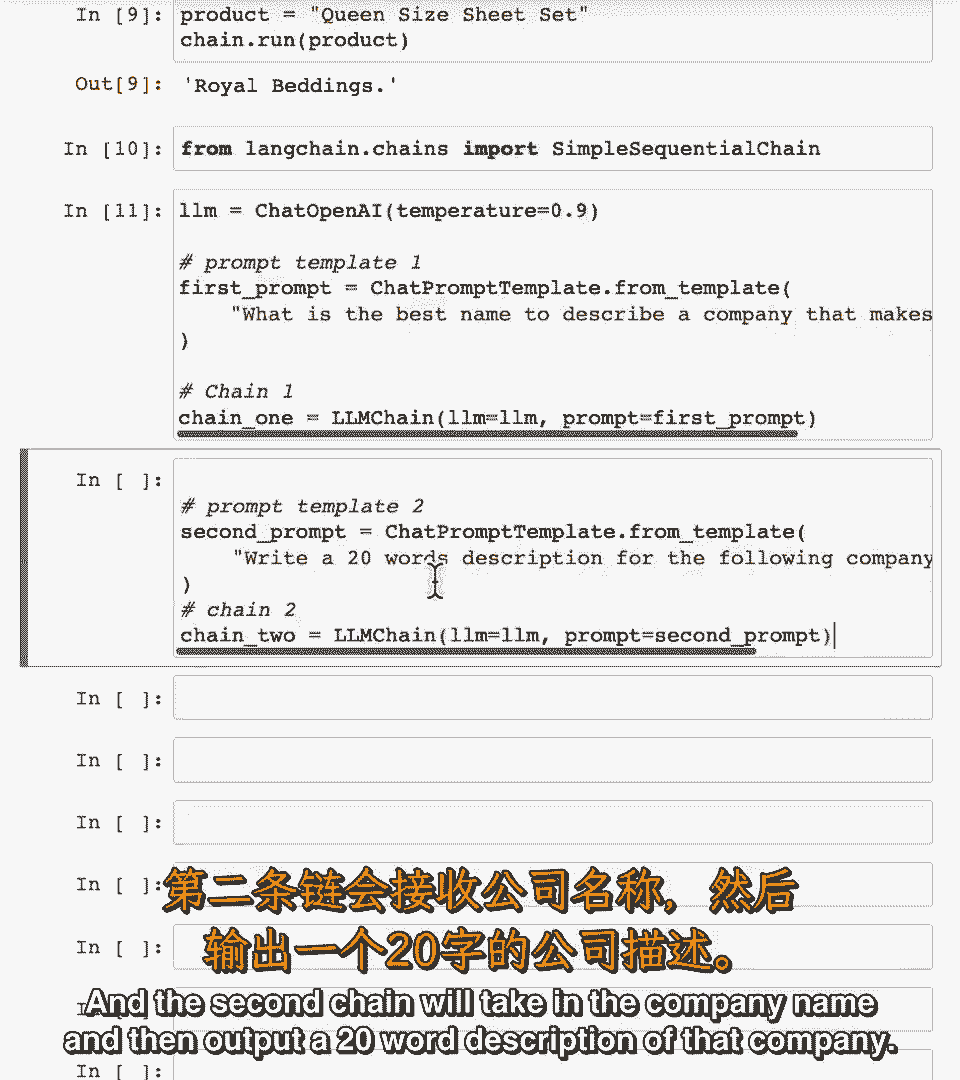 In [9]: product = "Queen Size Sheet Set"
chain.run(product)
Out[9]: 'Royal Beddings.'
In [10]: from langchain.chains import SimpleSequentialChain
In [11]: llm = ChatOpenAI(temperature=0.9)
# prompt template 1
first_prompt = ChatPromptTemplate.from_template(
"What is the best name to describe a company that makes
)
# Chain 1
chain_one = LLMChain(llm=llm, prompt=first_prompt)
In [ ]:
# prompt template 2
second_prompt = ChatPromptTemplate.from_template(
"Write a 20 words description for the following company
)
# chain 2
chain_two = LLMChain(llm=llm, prompt=second_prompt)
In [ ]:
In [ ]:
In [ ]:
In [ ]:
第二条链会接收公司名称，然后
In [ ]:
输出一个20字的公司描述。
And the second chain will take in the company name
and then output a 20 word description of that company.
In [ ]: